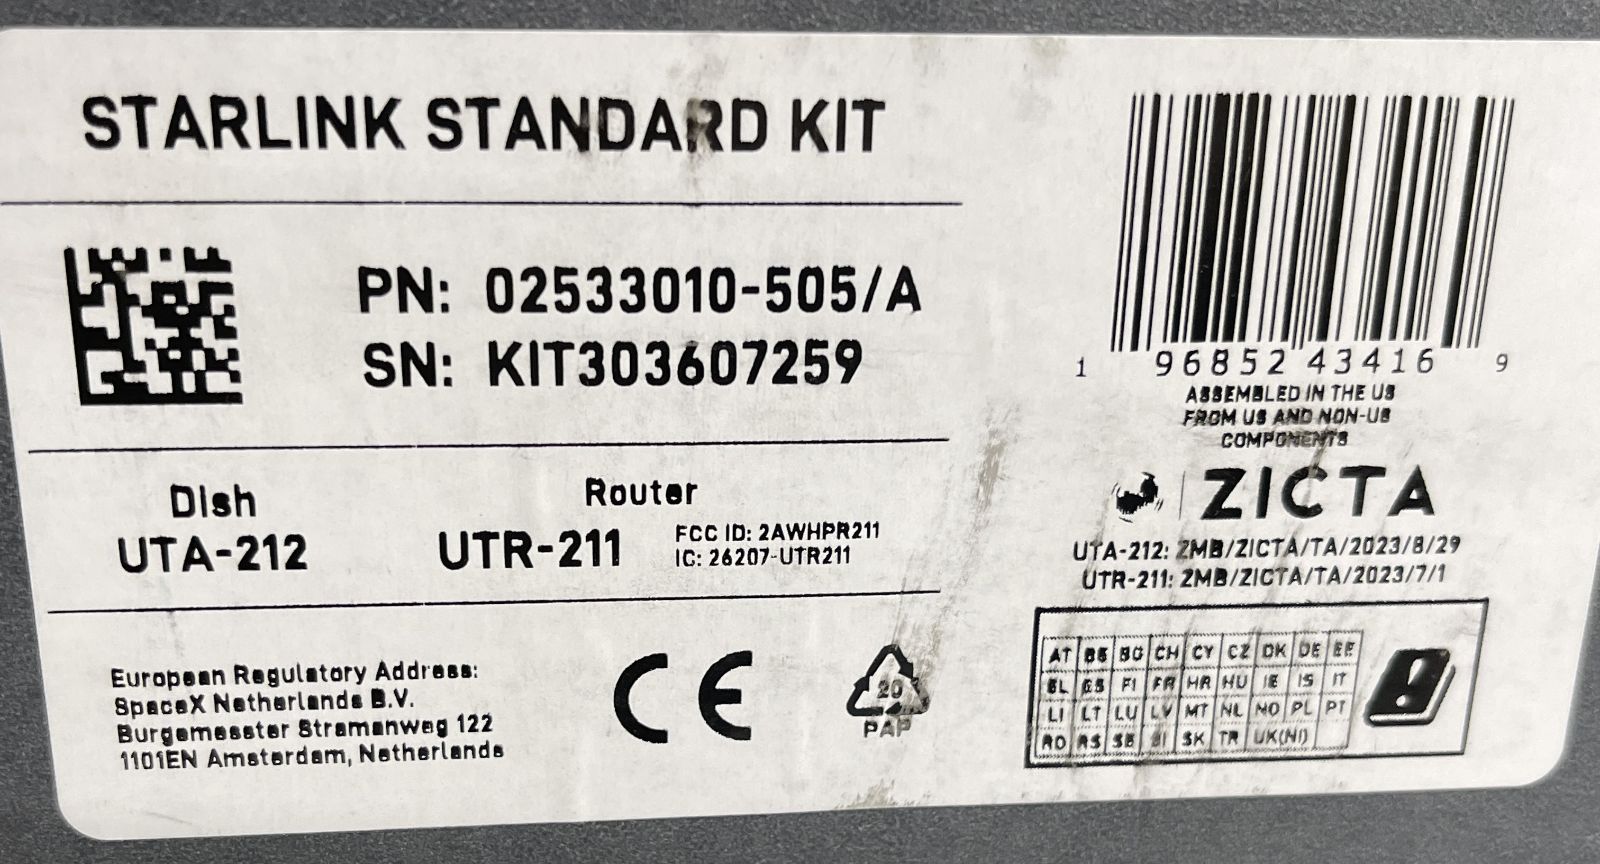 STARLINK STANDARD KIT
PN: 02533010-505/A
SN: KIT303607259
Dish
UTA-212
Router
UTR-211
FCC ID: 2AWHPR211
IC: 26207-UTR211
European Regulatory Address:
SpaceX Netherlands B.V.
Burgemeester Stramanweg 122
1101EN Amsterdam, Netherlands
CE
20
PAP
1 96852 43416 9
ASSEMBLED IN THE US
FROM US AND NON-US
COMPONENTS
ZICTA
UTA-212: ZMB/ZICTA/TA/2023/8/29
UTR-211: ZMB/ZICTA/TA/2023/7/1
AT BE BG CH CY CZ DK DE EE
EL ES FI FR HR HU IE IS IT
LI LT LU LV MT NL NO PL PT
RO RS SE SI SK TR UK(NI)